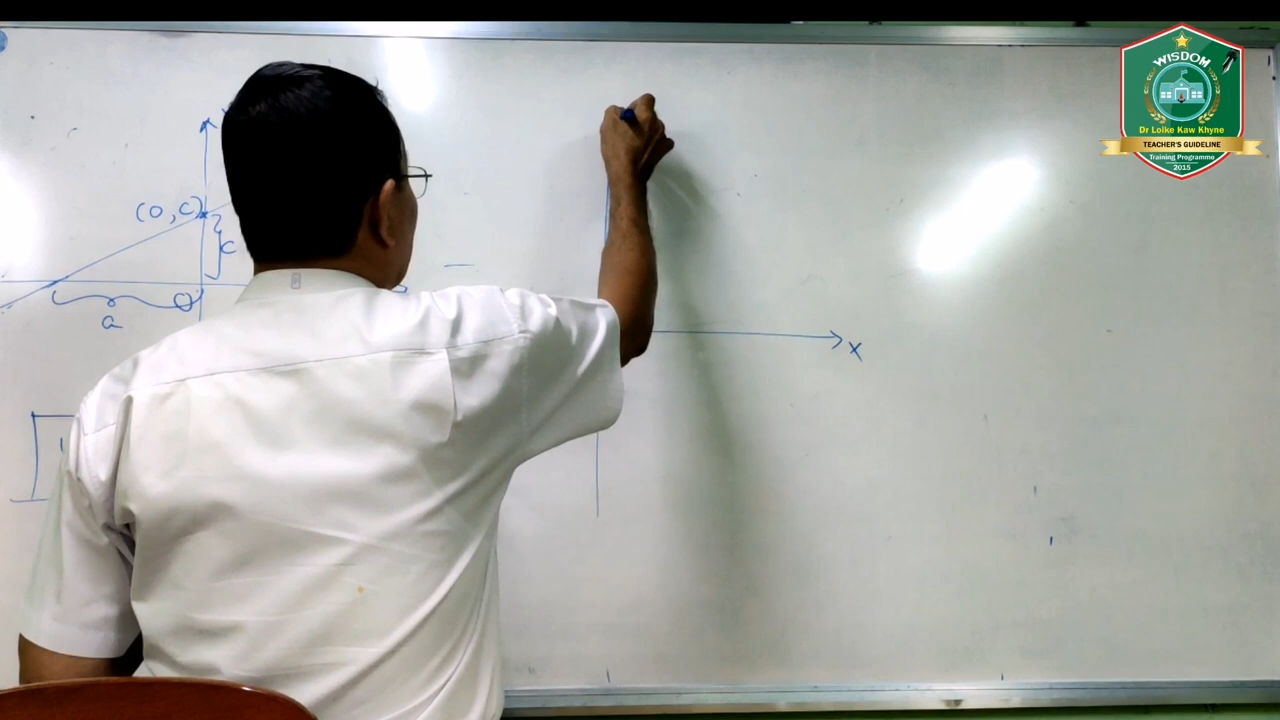 (0, C)
C
O
a
X
WISDOM
Dr Loike Kaw Khyne
TEACHER'S GUIDELINE
Training Programme
2015